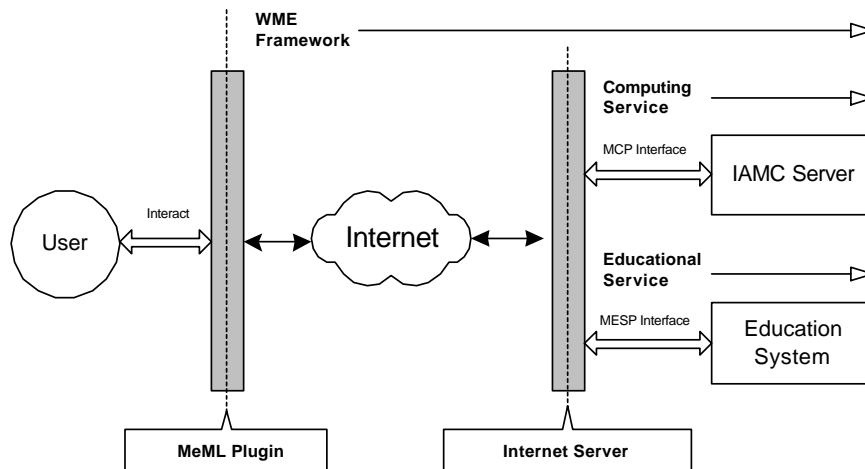 WME
Framework
Computing
Service
MCP Interface
IAMC Server
Interact
User
Internet
Educational
Service
MESP Interface
Education
System
MeML Plugin
Internet Server